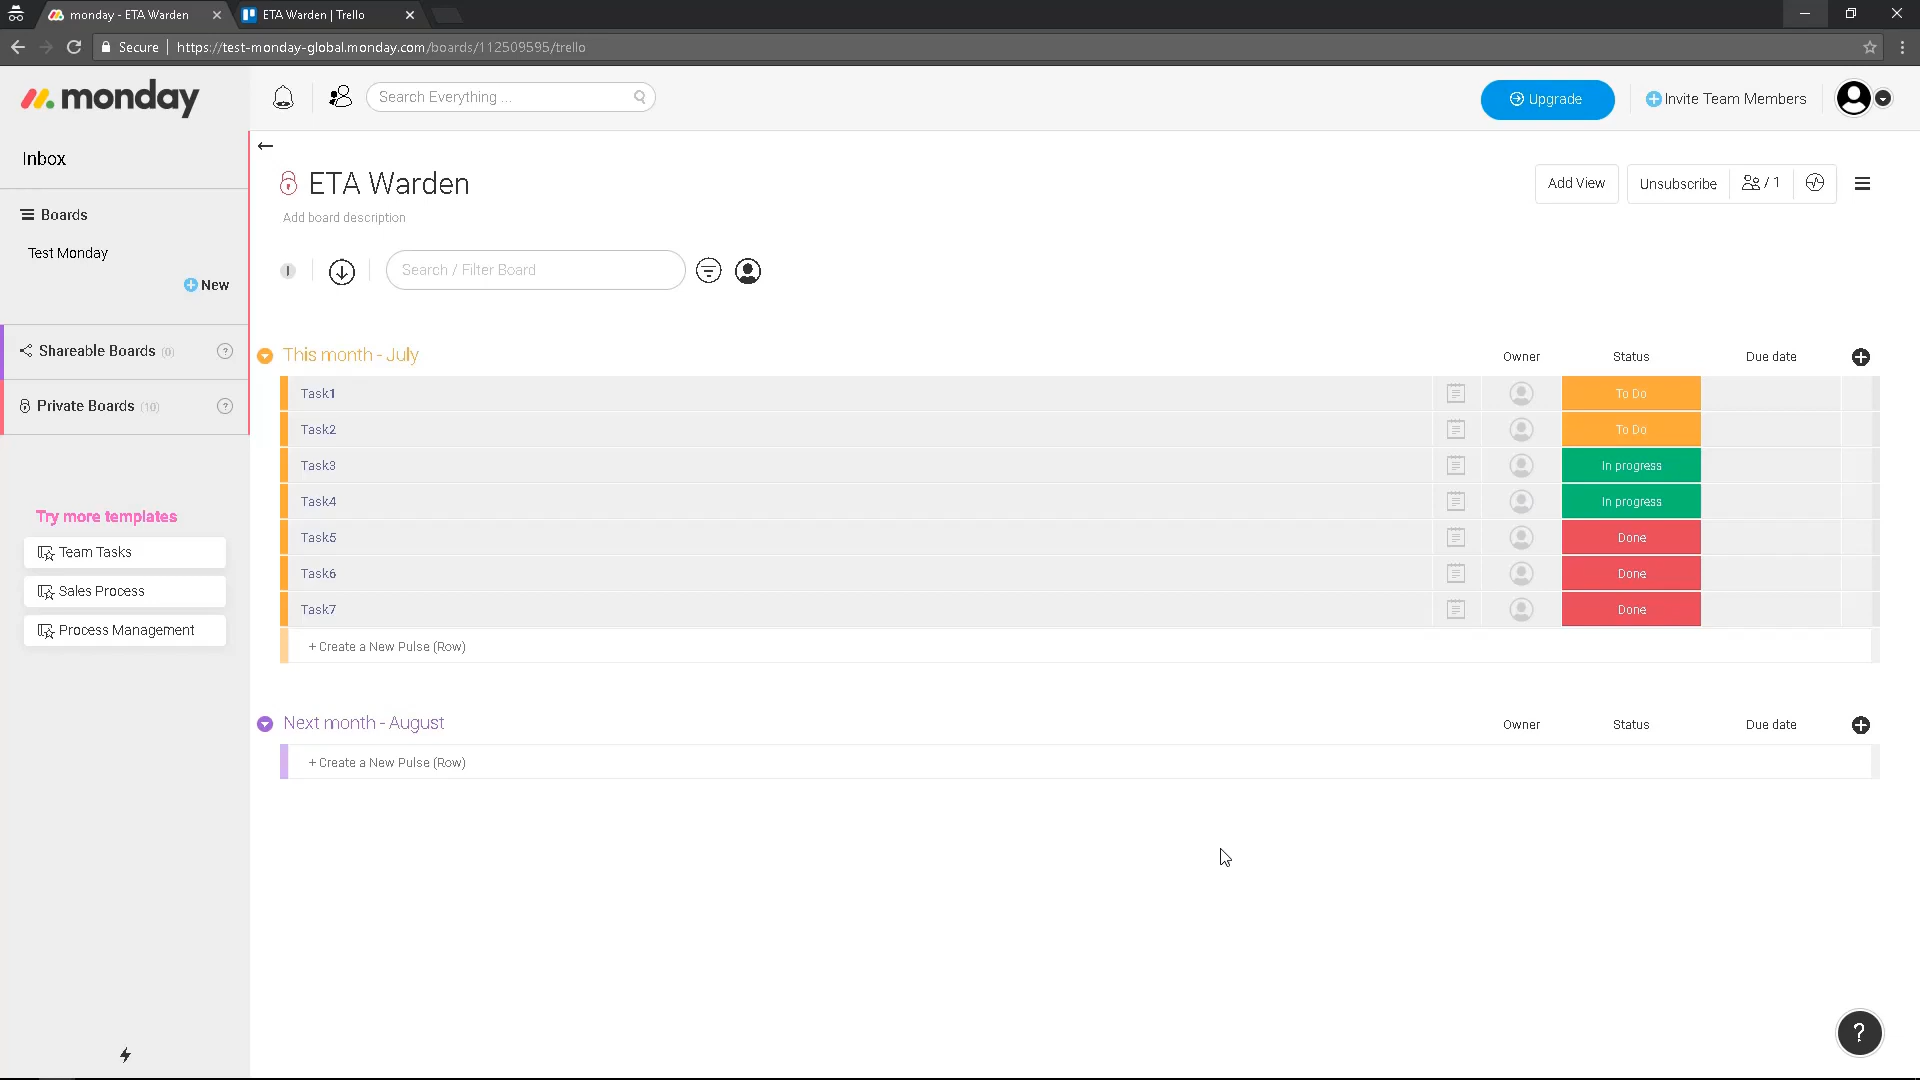 monday - ETA Warden
ETA Warden | Trello
Secure
https://test-monday-global.monday.com/boards/112509595/trello
monday
Search Everything ...
Upgrade
Invite Team Members
Inbox
ETA Warden
Add View
Unsubscribe
/ 1
Add board description
Boards
Test Monday
New
Search / Filter Board
Shareable Boards (0)
?
Private Boards (10)
?
This month - July
Owner
Status
Due date
Task1
To Do
Task2
To Do
Task3
In progress
Task4
In progress
Task5
Done
Task6
Done
Task7
Done
+ Create a New Pulse (Row)
Try more templates
Team Tasks
Sales Process
Process Management
Next month - August
Owner
Status
Due date
+ Create a New Pulse (Row)
?